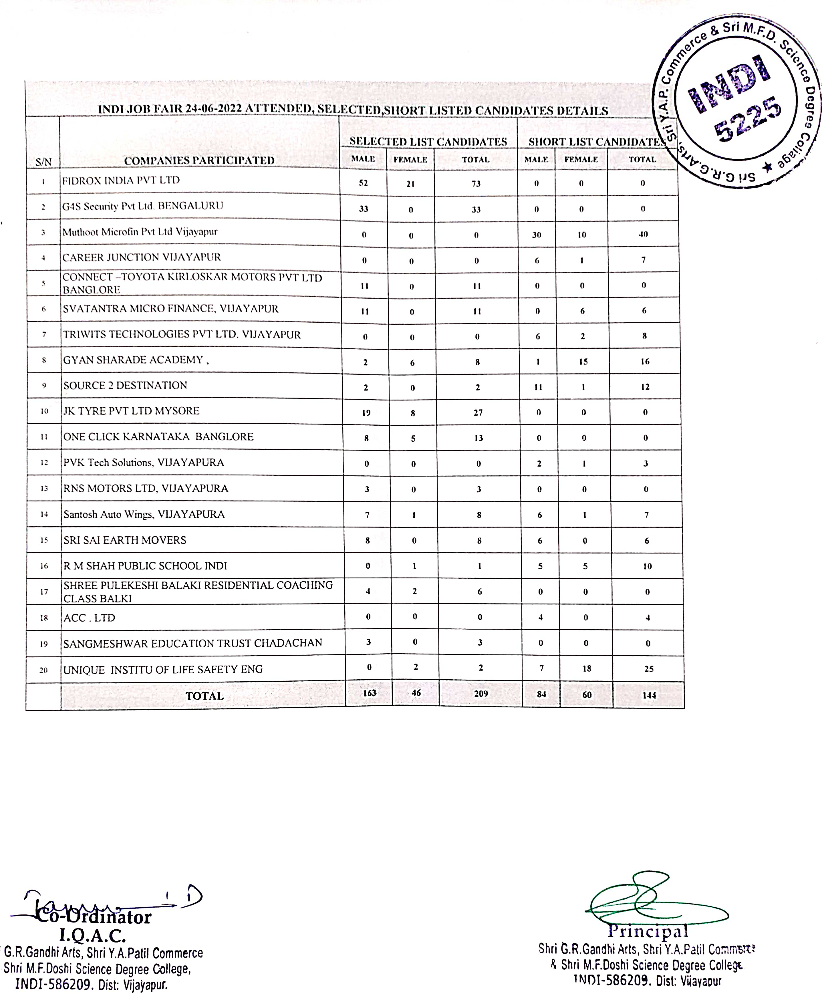 Sri G.R.G.Arts, Sri Y.A.P. Commerce & Sri M.F.D. Science Degree Collage ★
INDI
5225
INDI JOB FAIR 24-06-2022 ATTENDED, SELECTED,SHORT LISTED CANDIDATES DETAILS
SELECTED LIST CANDIDATES SHORT LIST CANDIDATES
S/N COMPANIES PARTICIPATED MALE FEMALE TOTAL MALE FEMALE TOTAL
1 FIDROX INDIA PVT LTD 52 21 73 0 0 0
2 G4S Security Pvt Ltd. BENGALURU 33 0 33 0 0 0
3 Muthoot Microfin Pvt Ltd Vijayapur 0 0 0 30 10 40
4 CAREER JUNCTION VIJAYAPUR 0 0 0 6 1 7
5 CONNECT –TOYOTA KIRLOSKAR MOTORS PVT LTD
BANGLORE 11 0 11 0 0 0
6 SVATANTRA MICRO FINANCE, VIJAYAPUR 11 0 11 0 6 6
7 TRIWITS TECHNOLOGIES PVT LTD. VIJAYAPUR 0 0 0 6 2 8
8 GYAN SHARADE ACADEMY , 2 6 8 1 15 16
9 SOURCE 2 DESTINATION 2 0 2 11 1 12
10 JK TYRE PVT LTD MYSORE 19 8 27 0 0 0
11 ONE CLICK KARNATAKA BANGLORE 8 5 13 0 0 0
12 PVK Tech Solutions, VIJAYAPURA 0 0 0 2 1 3
13 RNS MOTORS LTD, VIJAYAPURA 3 0 3 0 0 0
14 Santosh Auto Wings, VIJAYAPURA 7 1 8 6 1 7
15 SRI SAI EARTH MOVERS 8 0 8 6 0 6
16 R M SHAH PUBLIC SCHOOL INDI 0 1 1 5 5 10
17 SHREE PULEKESHI BALAKI RESIDENTIAL COACHING
CLASS BALKI 4 2 6 0 0 0
18 ACC . LTD 0 0 0 4 0 4
19 SANGMESHWAR EDUCATION TRUST CHADACHAN 3 0 3 0 0 0
20 UNIQUE INSTITU OF LIFE SAFETY ENG 0 2 2 7 18 25
TOTAL 163 46 209 84 60 144
Co-Ordinator
I.Q.A.C.
G.R.Gandhi Arts, Shri Y.A.Patil Commerce
Shri M.F.Doshi Science Degree College,
INDI-586209. Dist: Vijayapur.
Principal
Shri G.R.Gandhi Arts, Shri Y.A.Patil Commerce
& Shri M.F.Doshi Science Degree College
INDI-586209. Dist: Vijayapur